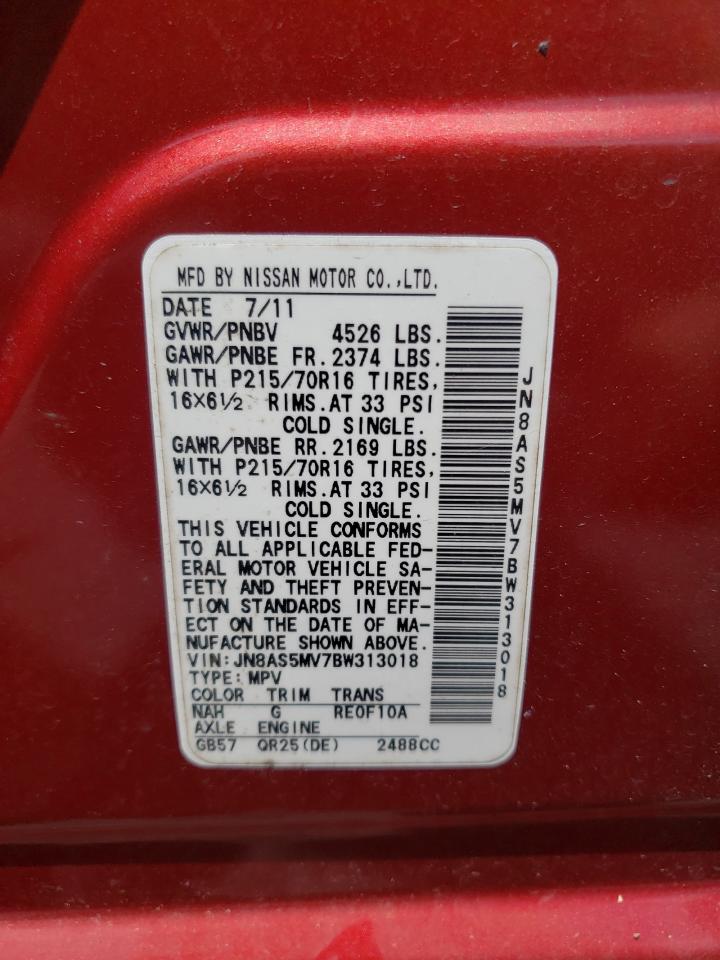 MFD BY NISSAN MOTOR CO.,LTD.
DATE 7/11
GVWR/PNBV 4526 LBS.
GAWR/PNBE FR.2374 LBS.
WITH P215/70R16 TIRES,
16X6½ RIMS.AT 33 PSI
COLD SINGLE.
GAWR/PNBE RR.2169 LBS.
WITH P215/70R16 TIRES,
16X6½ RIMS.AT 33 PSI
COLD SINGLE.
THIS VEHICLE CONFORMS
TO ALL APPLICABLE FED-
ERAL MOTOR VEHICLE SA-
FETY AND THEFT PREVEN-
TION STANDARDS IN EFF-
ECT ON THE DATE OF MA-
NUFACTURE SHOWN ABOVE.
VIN:JN8AS5MV7BW313018
TYPE:MPV
COLOR TRIM TRANS
NAH G RE0F10A
AXLE ENGINE
GB57 QR25(DE) 2488CC
JN8AS5MV7BW313018